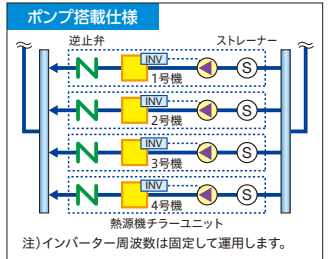 ポンプ搭載仕様
逆止弁 ストレーナー
INV
1号機
S
INV
2号機
S
INV
3号機
S
INV
4号機
S
熱源機チラーユニット
注)インバーター周波数は固定して運用します。